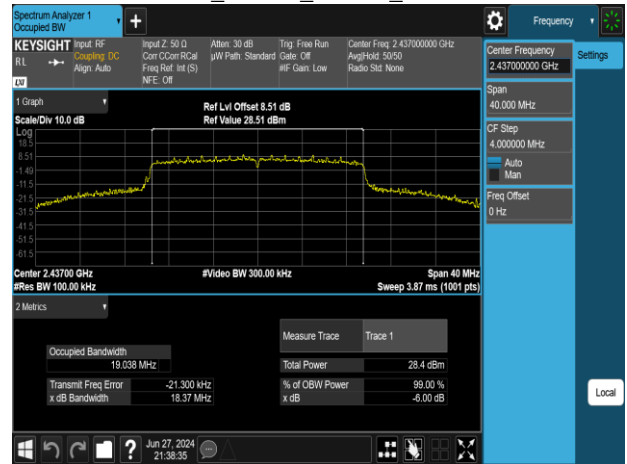 Spectrum Analyzer 1
Occupied BW
Frequency
KEYSIGHT
RL
LXI
Input: RF
Coupling: DC
Align: Auto
Input Z: 50 Ω
Corr CCorr RCal
Freq Ref: Int (S)
NFE: Off
Atten: 30 dB
µW Path: Standard
Trig: Free Run
Gate: Off
#IF Gain: Low
Center Freq: 2.437000000 GHz
Avg|Hold: 50/50
Radio Std: None
Center Frequency
2.437000000 GHz
Settings
Span
40.000 MHz
CF Step
4.000000 MHz
Auto
Man
Freq Offset
0 Hz
Local
1 Graph
Scale/Div 10.0 dB
Ref Lvl Offset 8.51 dB
Ref Value 28.51 dBm
Log
18.5
8.51
-1.49
-11.5
-21.5
-31.5
-41.5
-51.5
-61.5
Center 2.43700 GHz
#Video BW 300.00 kHz
Span 40 MHz
#Res BW 100.00 kHz
Sweep 3.87 ms (1001 pts)
2 Metrics
Measure Trace
Trace 1
Occupied Bandwidth
19.038 MHz
Total Power
28.4 dBm
Transmit Freq Error
-21.300 kHz
% of OBW Power
99.00 %
x dB Bandwidth
18.37 MHz
x dB
-6.00 dB
?
Jun 27, 2024
21:38:35